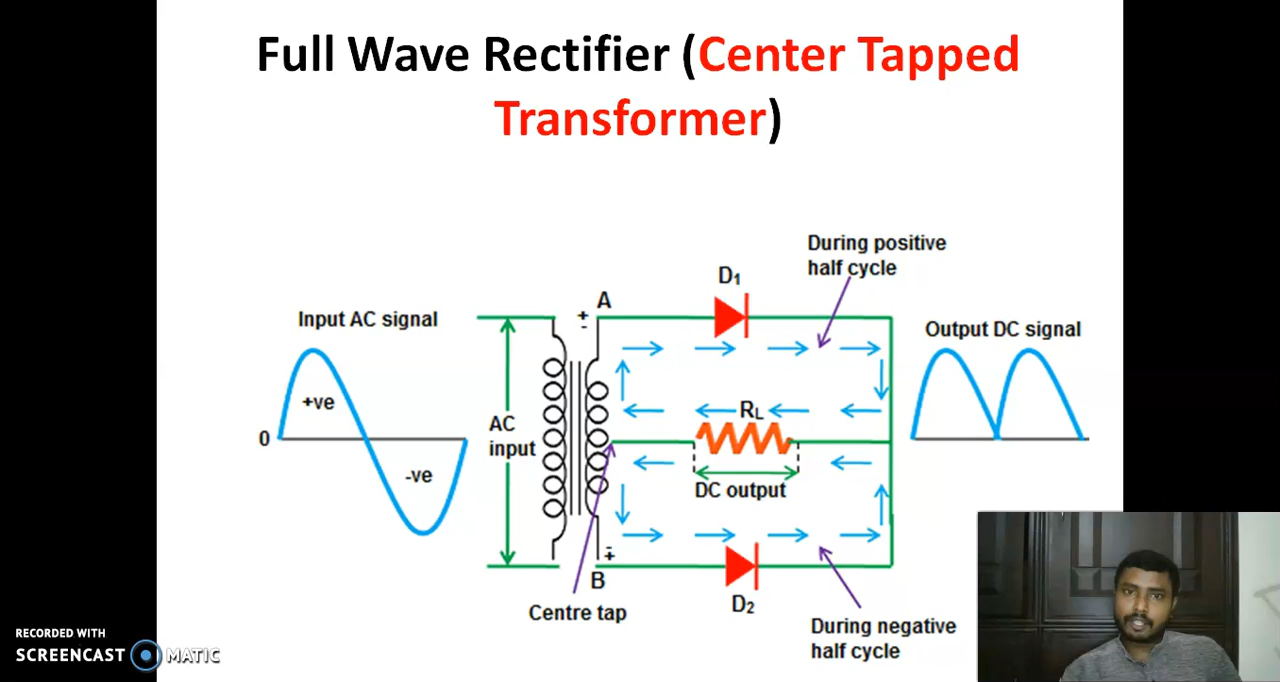 Full Wave Rectifier (Center Tapped
Transformer)
During positive
half cycle
D1
A
+
-
Input AC signal
Output DC signal
+ve
0
-ve
AC
input
RL
DC output
-
+
B
D2
Centre tap
During negative
half cycle
RECORDED WITH
SCREENCAST MATIC